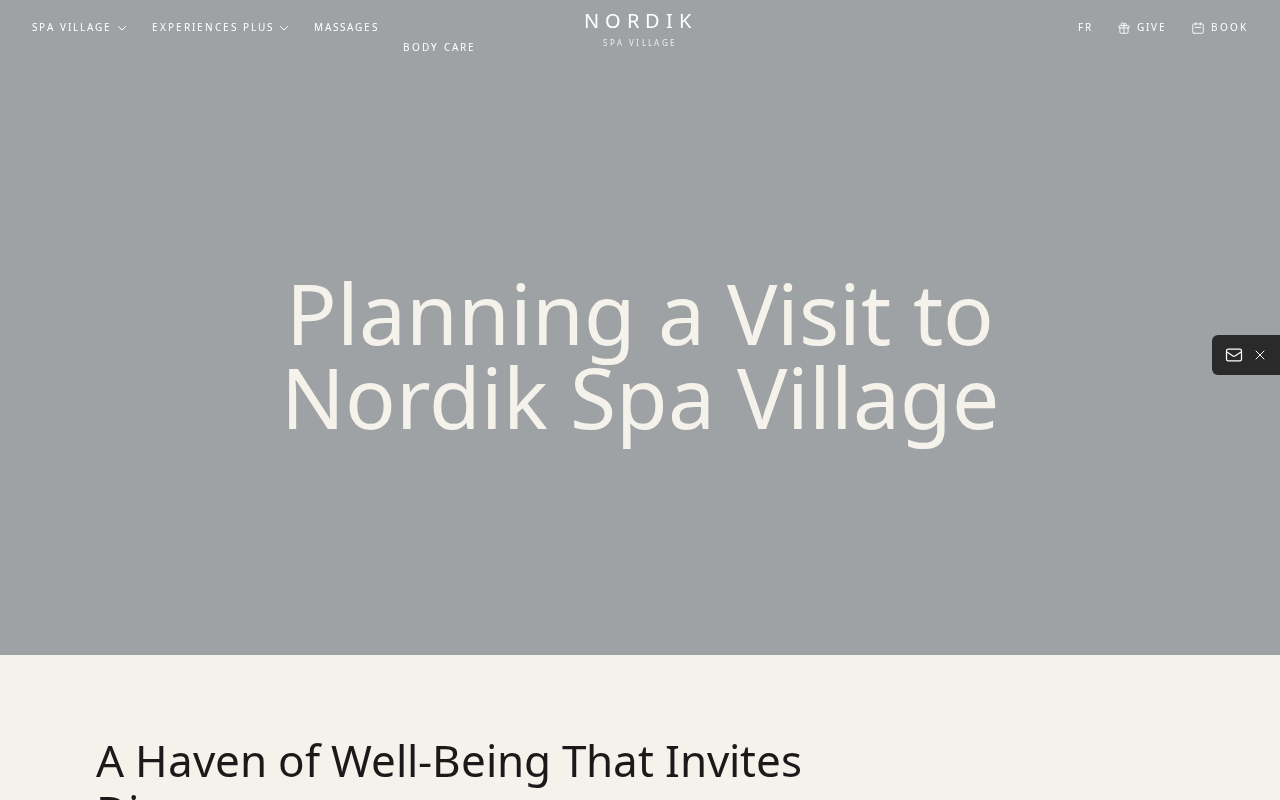 SPA VILLAGE
EXPERIENCES PLUS
MASSAGES
BODY CARE
NORDIK
SPA VILLAGE
FR
GIVE
BOOK
Planning a Visit to
Nordik Spa Village
A Haven of Well-Being That Invites